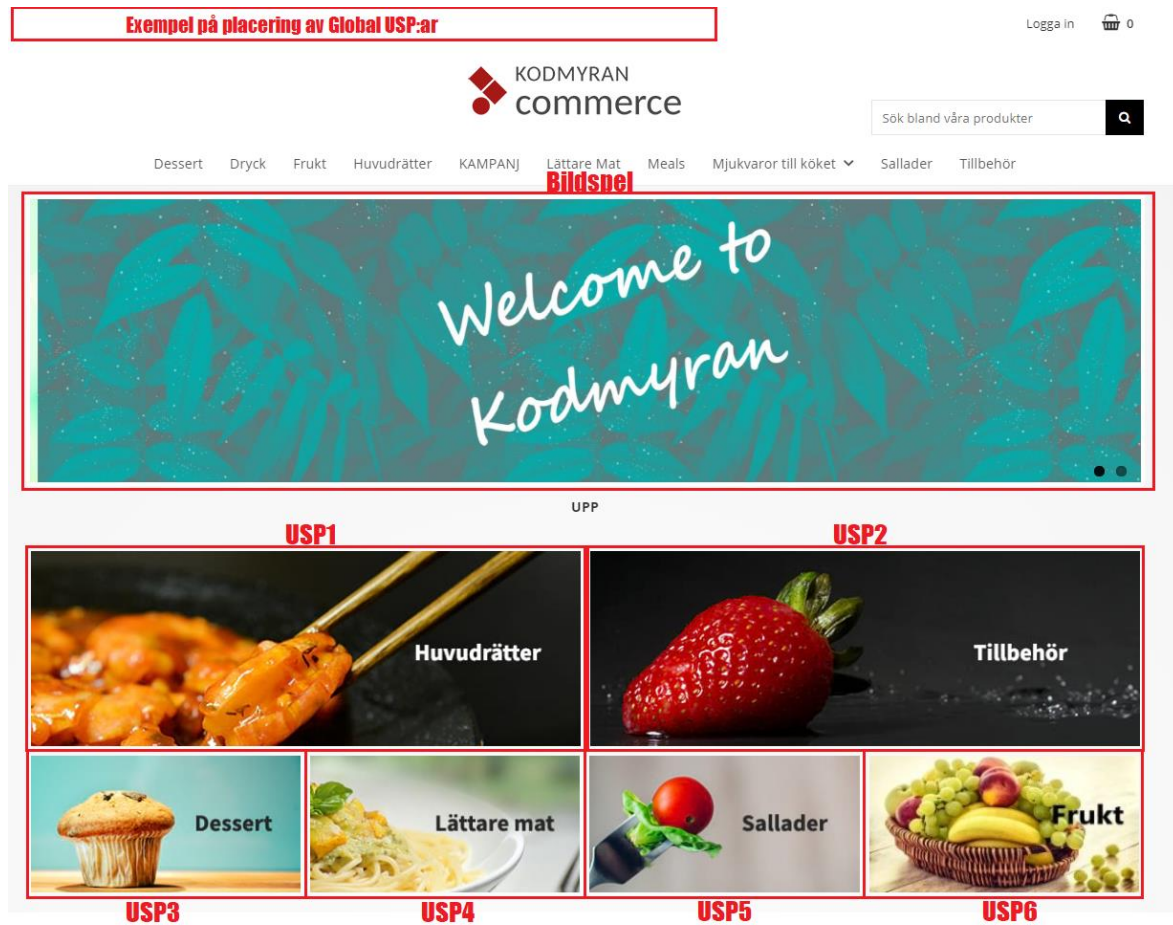 Exempel på placering av Global USP:ar
Logga in 0
KODMYRAN
commerce
Sök bland våra produkter
Dessert Dryck Frukt Huvudrätter KAMPANJ Lättare Mat Meals Mjukvaror till köket Sallader Tillbehör
Bildspel
Welcome to
Kodmyran
UPP
USP1 USP2
Huvudrätter Tillbehör
Dessert Lättare mat Sallader Frukt
USP3 USP4 USP5 USP6